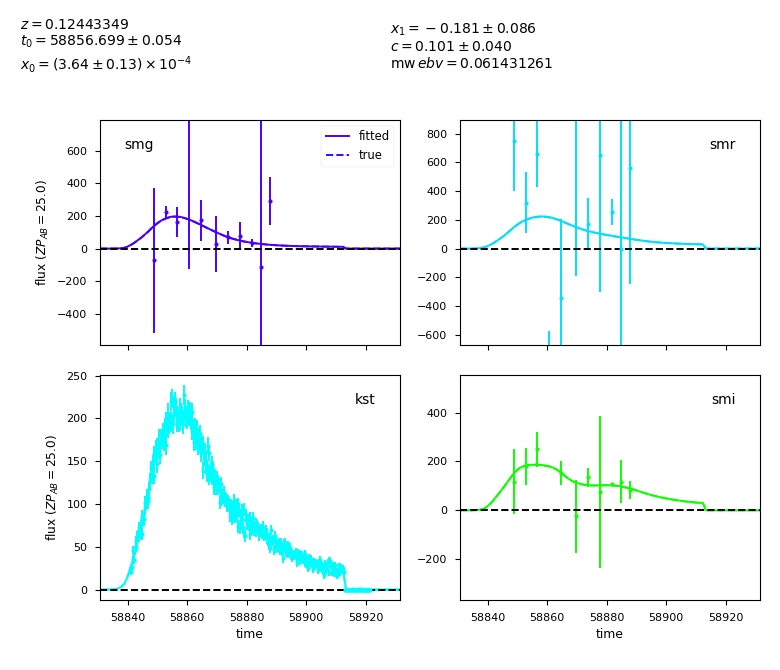 z = 0.12443349
t₀ = 58856.699 ± 0.054
x₀ = (3.64 ± 0.13) × 10⁻⁴
x₁ = −0.181 ± 0.086
c = 0.101 ± 0.040
mw ebv = 0.061431261
smg
fitted
true
600
400
200
0
−200
−400
flux (ZP_AB = 25.0)
smr
800
600
400
200
0
−200
−400
−600
kst
250
200
150
100
50
0
flux (ZP_AB = 25.0)
58840 58860 58880 58900 58920
time
smi
400
200
0
−200
58840 58860 58880 58900 58920
time